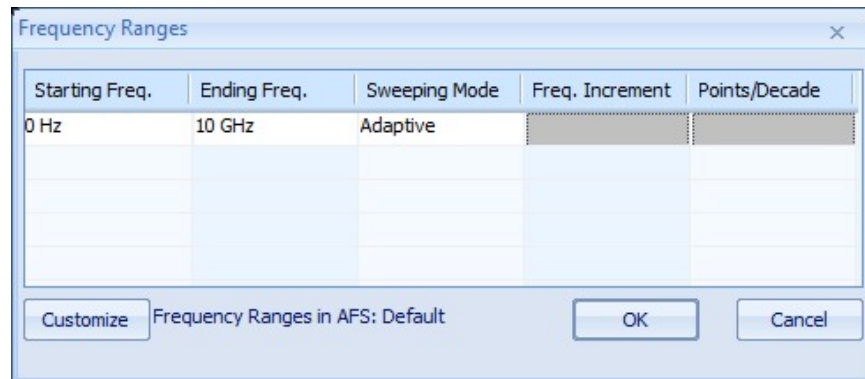 Frequency Ranges
Starting Freq. Ending Freq. Sweeping Mode Freq. Increment Points/Decade
0 Hz 10 GHz Adaptive
Customize Frequency Ranges in AFS: Default OK Cancel